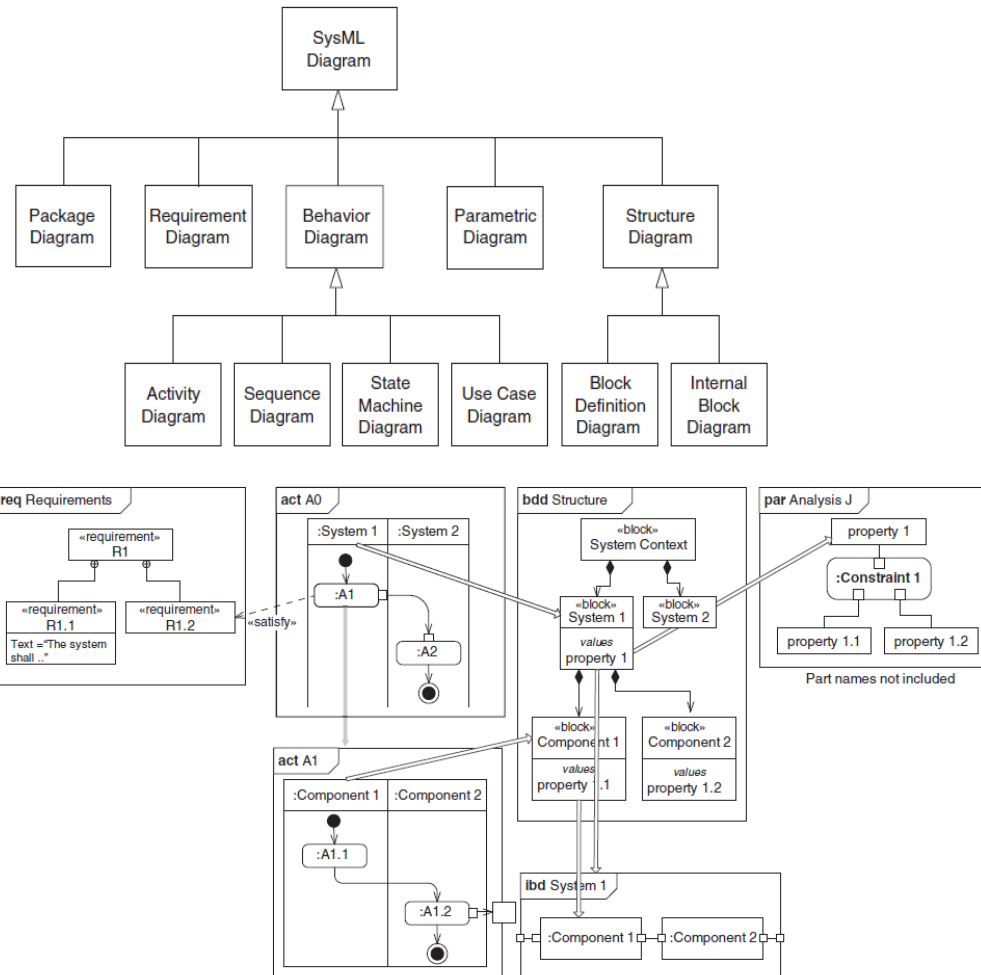 SysML
Diagram
Package
Diagram
Requirement
Diagram
Behavior
Diagram
Parametric
Diagram
Structure
Diagram
Activity
Diagram
Sequence
Diagram
State
Machine
Diagram
Use Case
Diagram
Block
Definition
Diagram
Internal
Block
Diagram
req Requirements
«requirement»
R1
«requirement»
R1.1
Text =“The system
shall ..”
«requirement»
R1.2
«satisfy»
act A0
:System 1
:System 2
:A1
:A2
bdd Structure
«block»
System Context
«block»
System 1
values
property 1
«block»
System 2
«block»
Component 1
values
property 1.1
«block»
Component 2
values
property 1.2
par Analysis J
property 1
:Constraint 1
property 1.1
property 1.2
Part names not included
act A1
:Component 1
:Component 2
:A1.1
:A1.2
ibd System 1
:Component 1
:Component 2